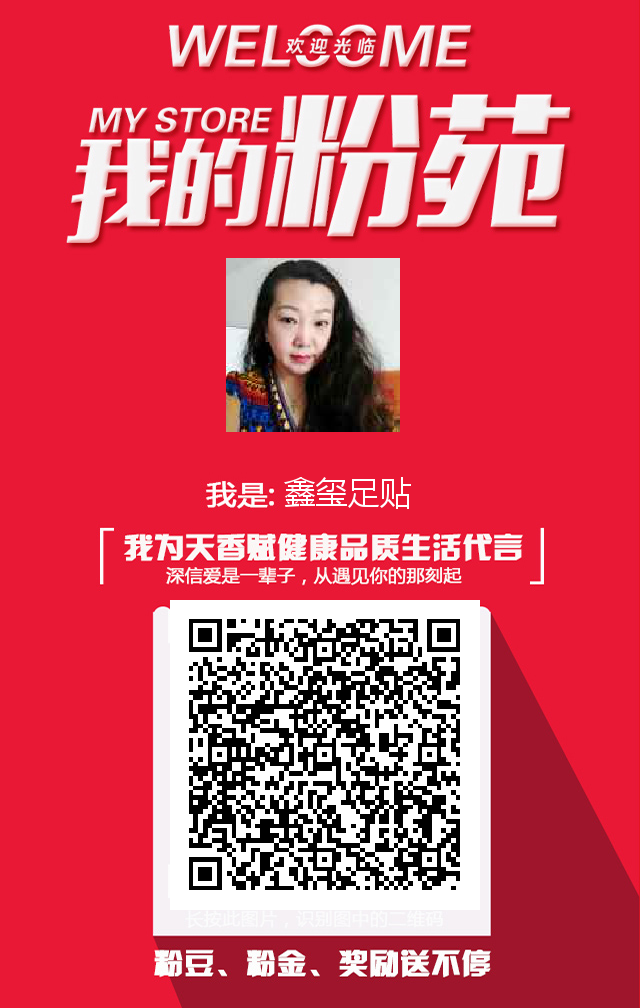 WELCOME
欢迎光临
MY STORE
我的粉苑
我是: 鑫玺足贴
我为天香赋健康品质生活代言
深信爱是一辈子，从遇见你的那刻起
长按此图片，识别图中的二维码
粉豆、粉金、奖励送不停